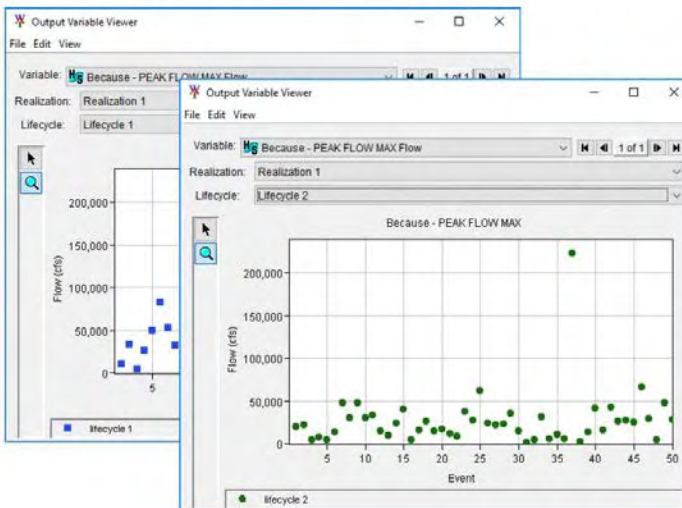 Output Variable Viewer
File Edit View
Variable: Because - PEAK FLOW MAX Flow 1 of 1
Realization: Realization 1
Lifecycle: Lifecycle 1
200,000
150,000
100,000
50,000
0
Flow (cfs)
5
lifecycle 1
Output Variable Viewer
File Edit View
Variable: HS Because - PEAK FLOW MAX Flow 1 of 1
Realization: Realization 1
Lifecycle: Lifecycle 2
Because - PEAK FLOW MAX
200,000
150,000
100,000
50,000
0
Flow (cfs)
5 10 15 20 25 30 35 40 45 50
Event
lifecycle 2